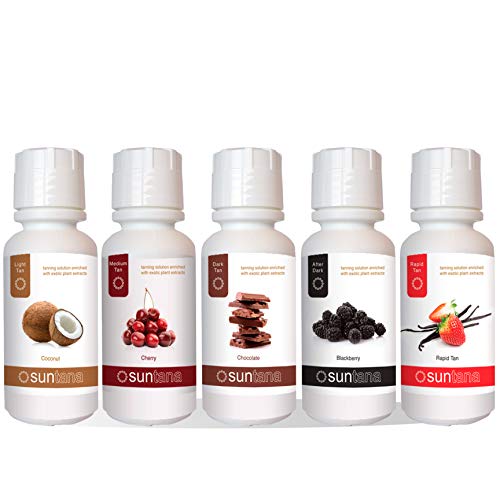 Light
Tan
tanning solution enriched
with exotic plant extracts
Coconut
suntana
Medium
Tan
tanning solution enriched
with exotic plant extracts
Cherry
suntana
Dark
Tan
tanning solution enriched
with exotic plant extracts
Chocolate
suntana
After
Dark
tanning solution enriched
with exotic plant extracts
Blackberry
suntana
Rapid
Tan
tanning solution enriched
with exotic plant extracts
Rapid Tan
suntana